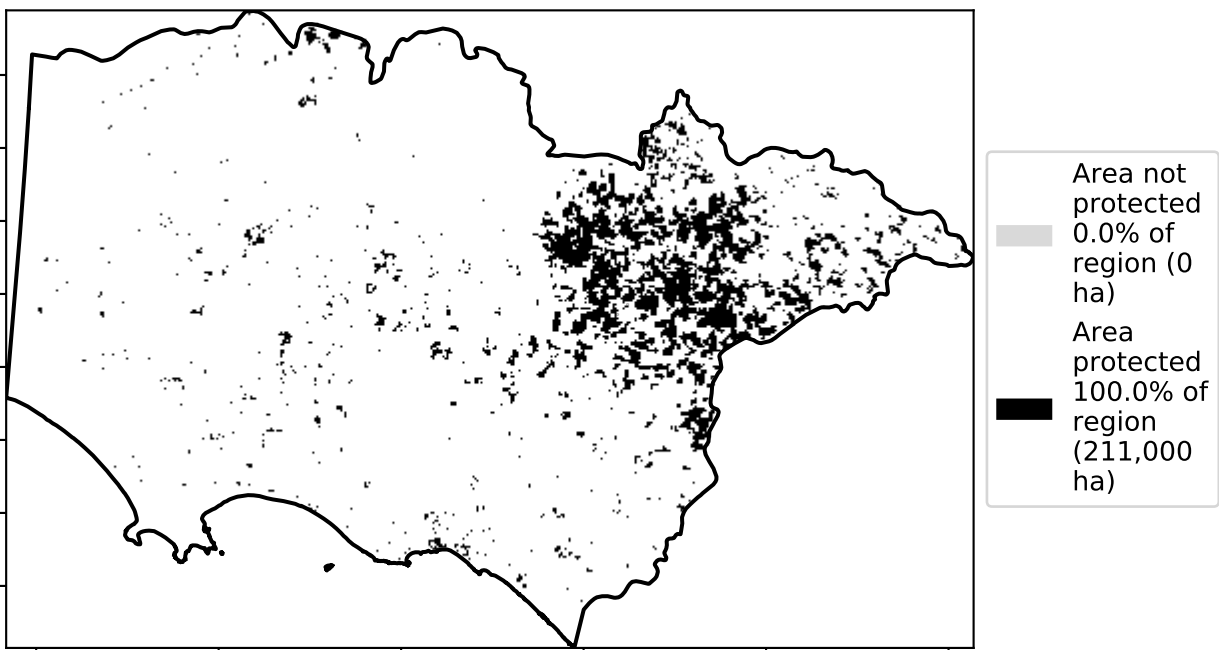 Area not
protected
0.0% of
region (0
ha)
Area
protected
100.0% of
region
(211,000
ha)